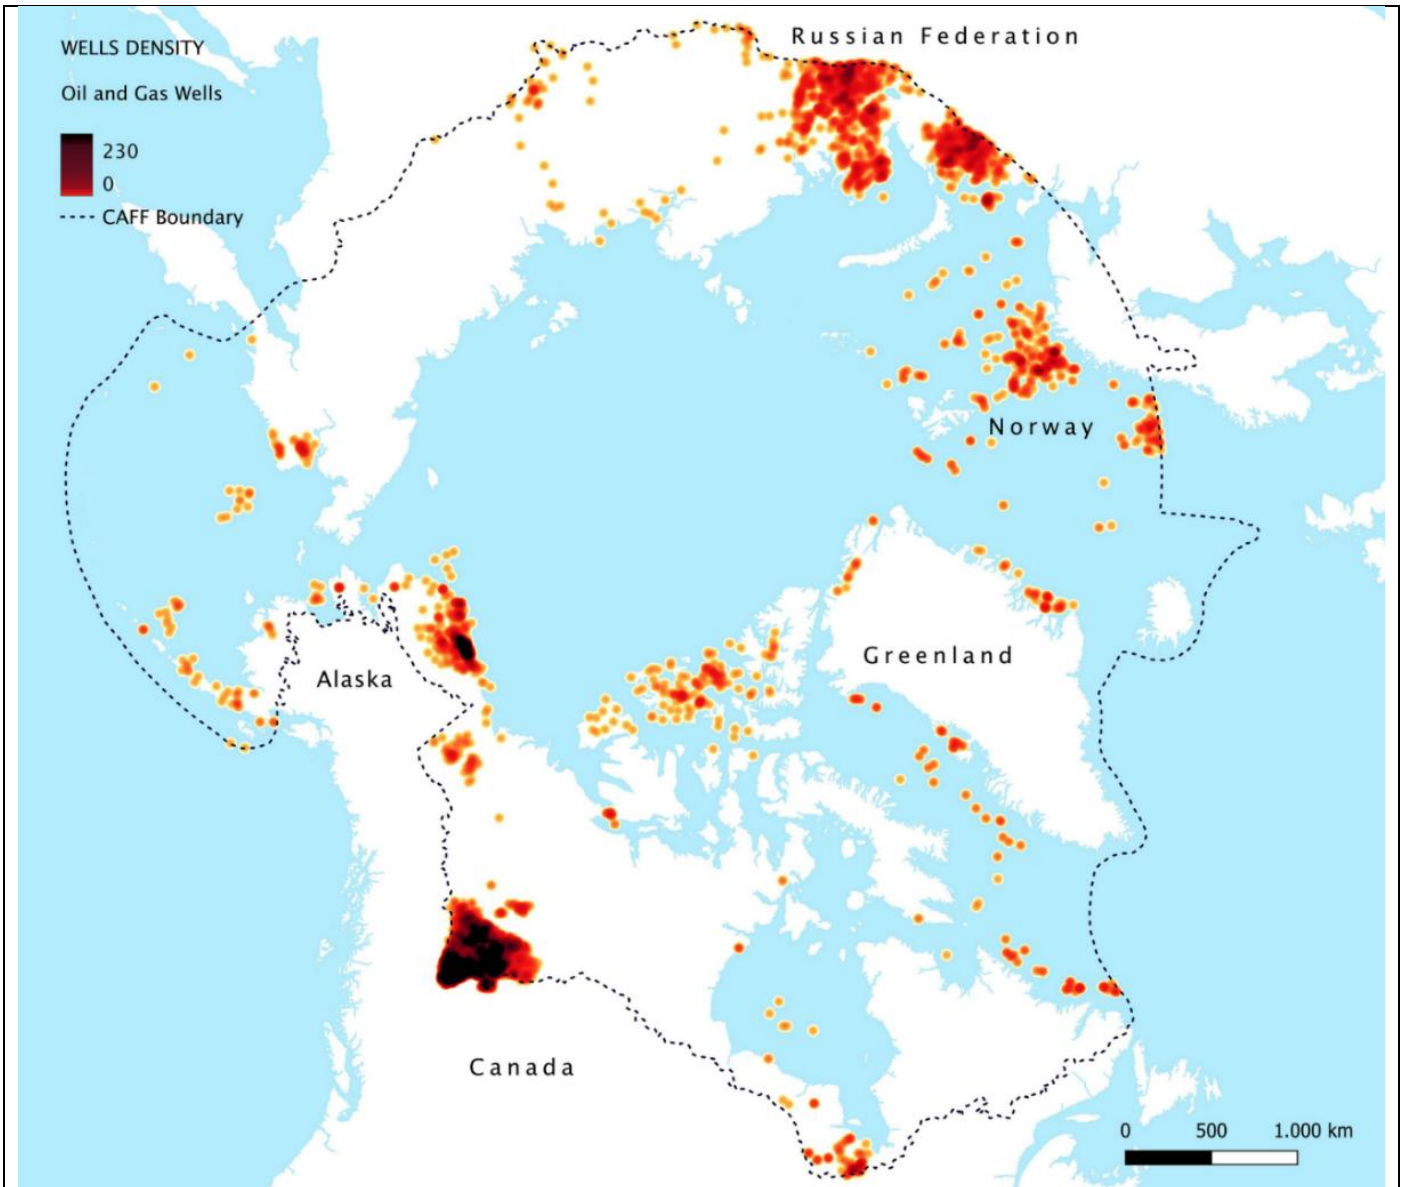 WELLS DENSITY
Russian Federation
Oil and Gas Wells
230
0
CAFF Boundary
Norway
Greenland
Alaska
Canada
0 500 1.000 km